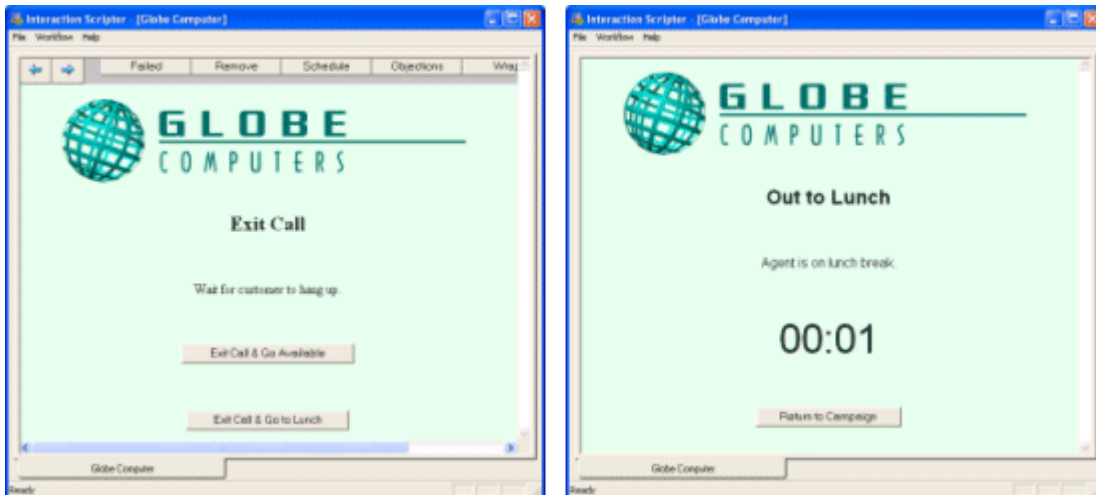 Interaction Scripter - [Globe Computer]
File Workflow Help
Failed Remove Schedule Objections Wrap
GLOBE
COMPUTERS
Exit Call
Wait for customer to hang up.
Exit Call & Go Available
Exit Call & Go to Lunch
Globe Computer
Ready
Interaction Scripter - [Globe Computer]
File Workflow Help
GLOBE
COMPUTERS
Out to Lunch
Agent is on lunch break.
00:01
Return to Campaign
Globe Computer
Ready